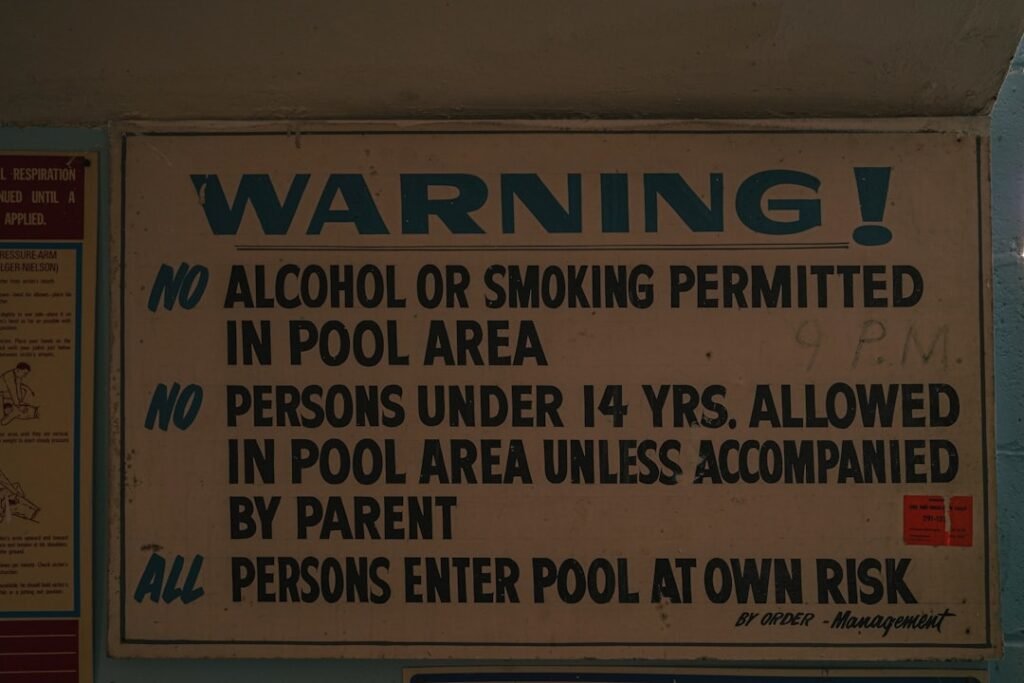 WARNING!
NO ALCOHOL OR SMOKING PERMITTED
IN POOL AREA
9 P.M.
NO PERSONS UNDER 14 YRS. ALLOWED
IN POOL AREA UNLESS ACCOMPANIED
BY PARENT
ALL PERSONS ENTER POOL AT OWN RISK
BY ORDER - Management
L RESPIRATION
NUED UNTIL A
APPLIED.
RESSURE-ARM
LGER-NIELSON)